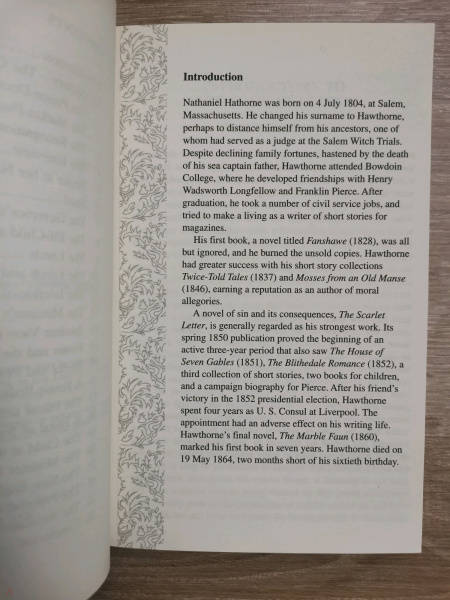 Introduction
Nathaniel Hathorne was born on 4 July 1804, at Salem,
Massachusetts. He changed his surname to Hawthorne,
perhaps to distance himself from his ancestors, one of
whom had served as a judge at the Salem Witch Trials.
Despite declining family fortunes, hastened by the death
of his sea captain father, Hawthorne attended Bowdoin
College, where he developed friendships with Henry
Wadsworth Longfellow and Franklin Pierce. After
graduation, he took a number of civil service jobs, and
tried to make a living as a writer of short stories for
magazines.
His first book, a novel titled Fanshawe (1828), was all
but ignored, and he burned the unsold copies. Hawthorne
had greater success with his short story collections
Twice-Told Tales (1837) and Mosses from an Old Manse
(1846), earning a reputation as an author of moral
allegories.
A novel of sin and its consequences, The Scarlet
Letter, is generally regarded as his strongest work. Its
spring 1850 publication proved the beginning of an
active three-year period that also saw The House of
Seven Gables (1851), The Blithedale Romance (1852), a
third collection of short stories, two books for children,
and a campaign biography for Pierce. After his friend's
victory in the 1852 presidential election, Hawthorne
spent four years as U. S. Consul at Liverpool. The
appointment had an adverse effect on his writing life.
Hawthorne's final novel, The Marble Faun (1860),
marked his first book in seven years. Hawthorne died on
19 May 1864, two months short of his sixtieth birthday.